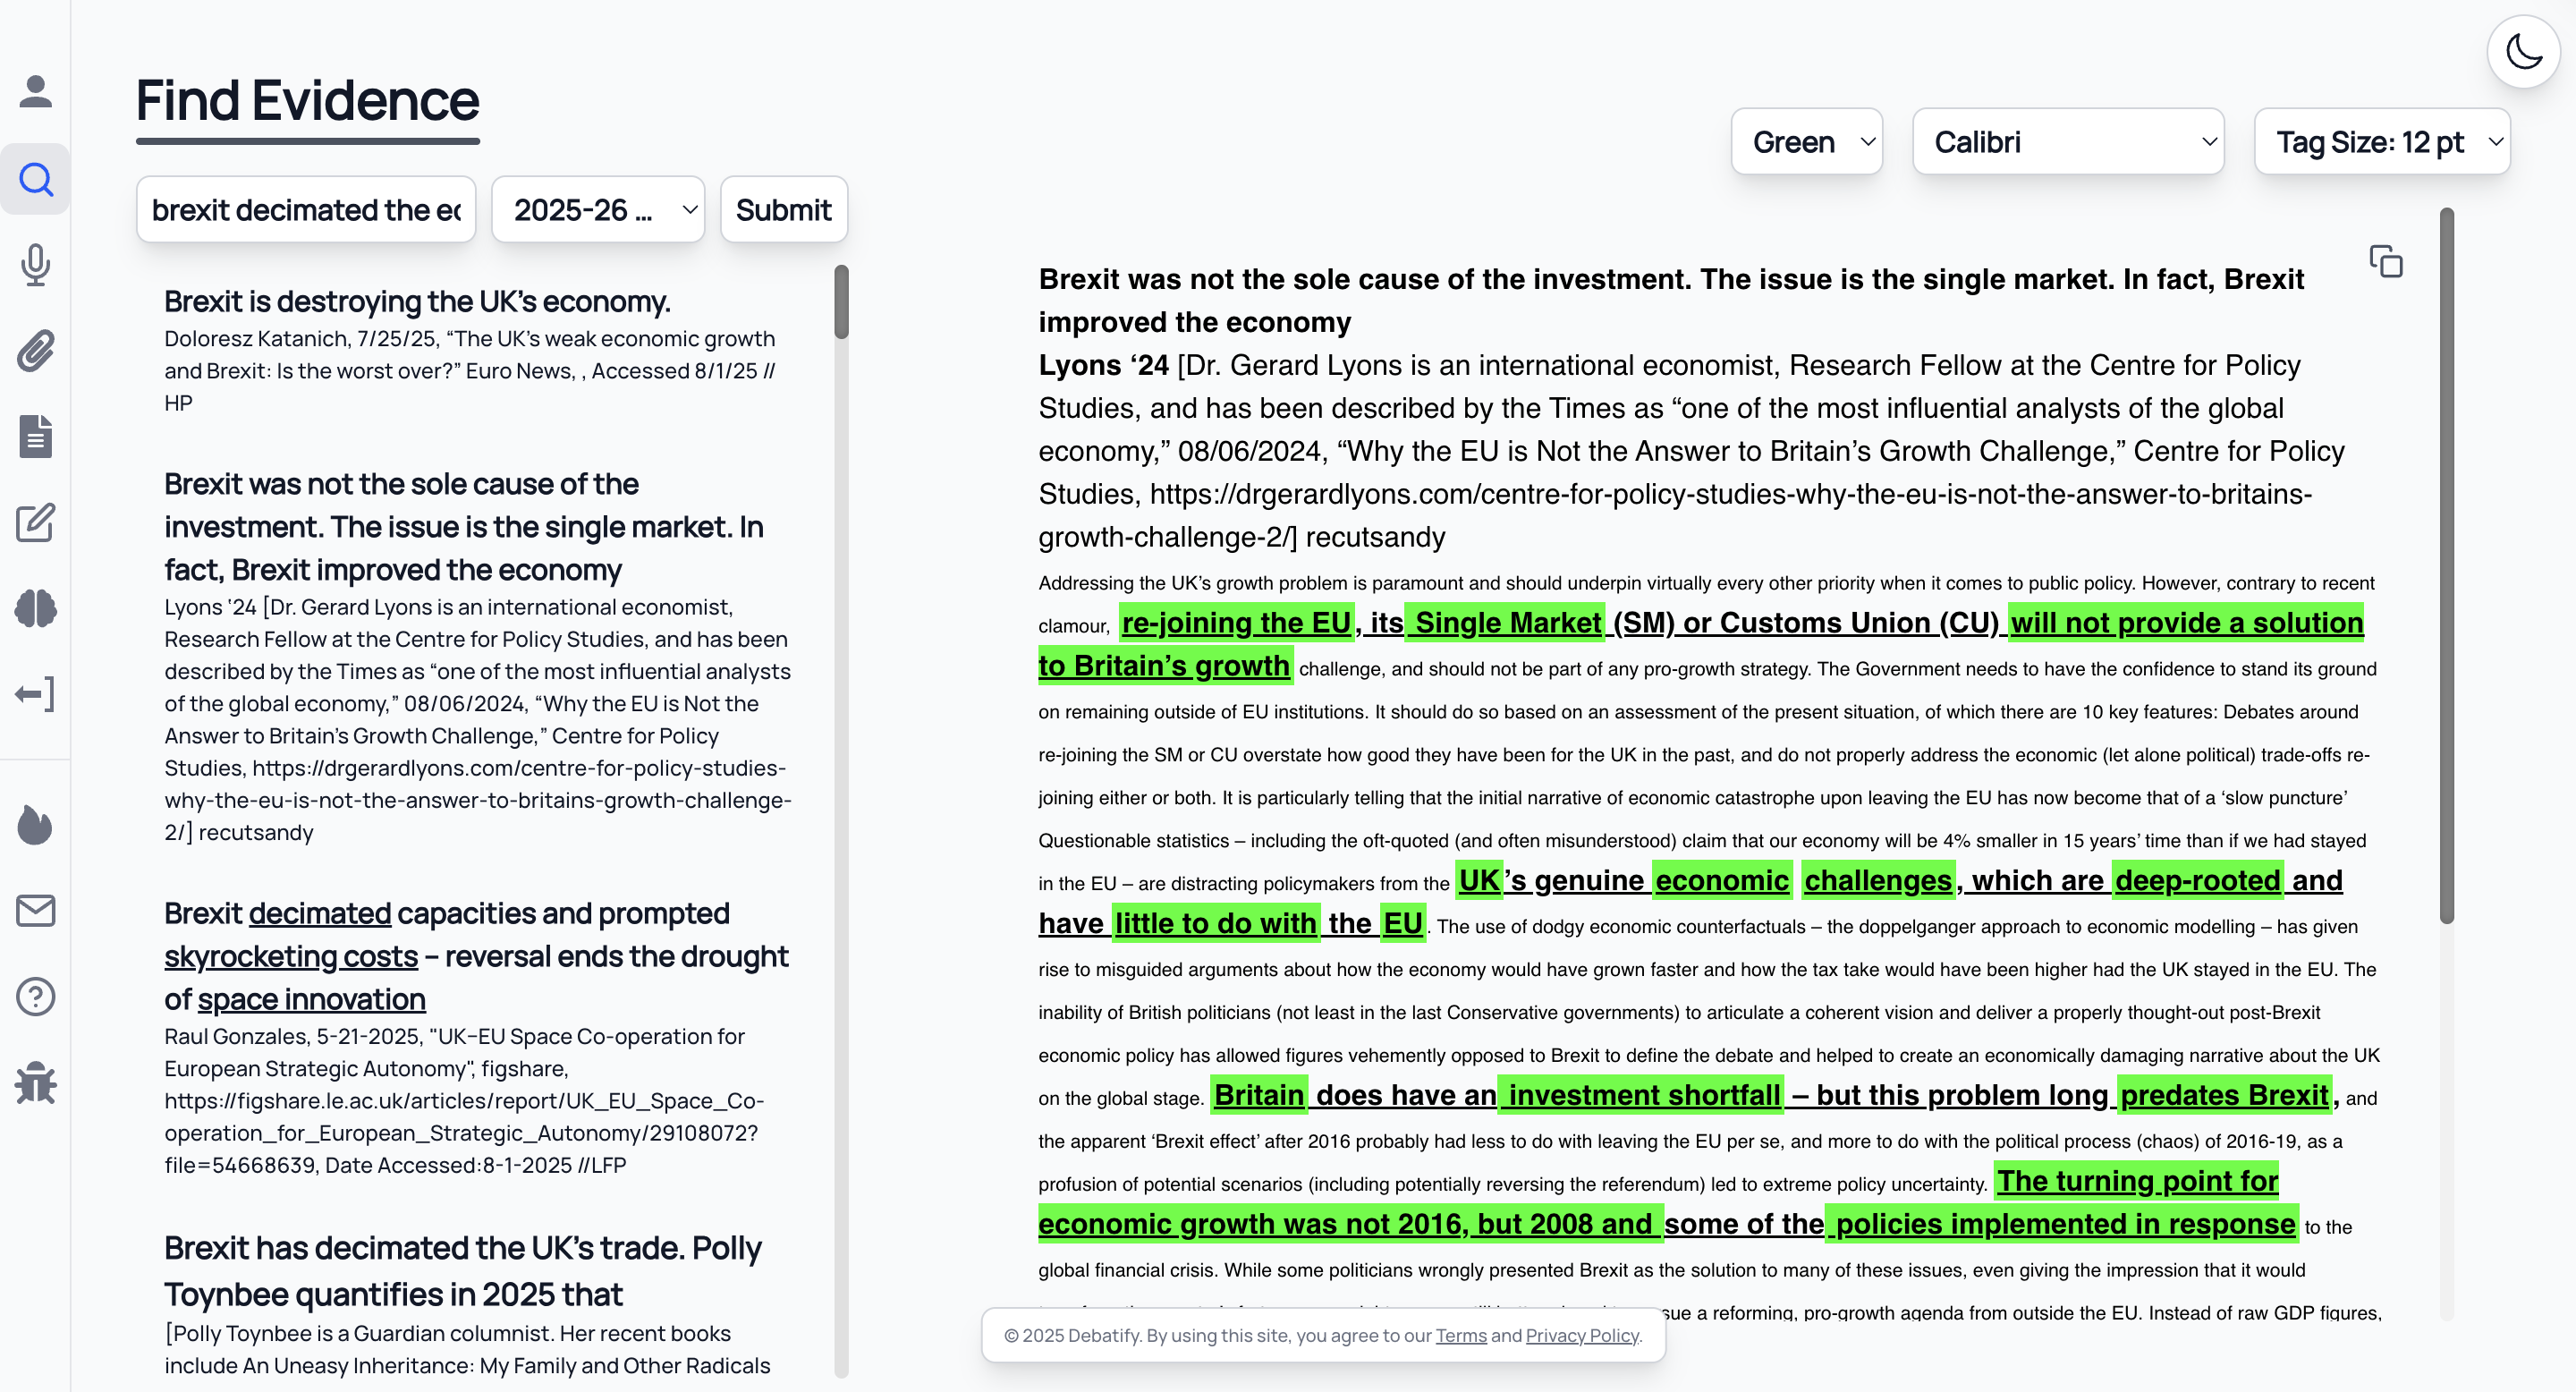 Find Evidence
brexit decimated the ec
2025-26 ...
Submit
Green
Calibri
Tag Size: 12 pt
Brexit is destroying the UK's economy.
Doloresz Katanich, 7/25/25, “The UK's weak economic growth
and Brexit: Is the worst over?” Euro News, , Accessed 8/1/25 //
HP
Brexit was not the sole cause of the
investment. The issue is the single market. In
fact, Brexit improved the economy
Lyons ‘24 [Dr. Gerard Lyons is an international economist,
Research Fellow at the Centre for Policy Studies, and has been
described by the Times as “one of the most influential analysts
of the global economy,” 08/06/2024, “Why the EU is Not the
Answer to Britain’s Growth Challenge,” Centre for Policy
Studies, https://drgerardlyons.com/centre-for-policy-studies-
why-the-eu-is-not-the-answer-to-britains-growth-challenge-
2/] recutsandy
Brexit decimated capacities and prompted
skyrocketing costs – reversal ends the drought
of space innovation
Raul Gonzales, 5-21-2025, "UK–EU Space Co-operation for
European Strategic Autonomy", figshare,
https://figshare.le.ac.uk/articles/report/UK_EU_Space_Co-
operation_for_European_Strategic_Autonomy/29108072?
file=54668639, Date Accessed:8-1-2025 //LFP
Brexit has decimated the UK’s trade. Polly
Toynbee quantifies in 2025 that
[Polly Toynbee is a Guardian columnist. Her recent books
include An Uneasy Inheritance: My Family and Other Radicals
Brexit was not the sole cause of the investment. The issue is the single market. In fact, Brexit
improved the economy
Lyons ‘24 [Dr. Gerard Lyons is an international economist, Research Fellow at the Centre for Policy
Studies, and has been described by the Times as “one of the most influential analysts of the global
economy,” 08/06/2024, “Why the EU is Not the Answer to Britain’s Growth Challenge,” Centre for Policy
Studies, https://drgerardlyons.com/centre-for-policy-studies-why-the-eu-is-not-the-answer-to-britains-
growth-challenge-2/] recutsandy
Addressing the UK’s growth problem is paramount and should underpin virtually every other priority when it comes to public policy. However, contrary to recent
clamour, re-joining the EU, its Single Market (SM) or Customs Union (CU) will not provide a solution
to Britain’s growth challenge, and should not be part of any pro-growth strategy. The Government needs to have the confidence to stand its ground
on remaining outside of EU institutions. It should do so based on an assessment of the present situation, of which there are 10 key features: Debates around
re-joining the SM or CU overstate how good they have been for the UK in the past, and do not properly address the economic (let alone political) trade-offs re-
joining either or both. It is particularly telling that the initial narrative of economic catastrophe upon leaving the EU has now become that of a ‘slow puncture’
Questionable statistics – including the oft-quoted (and often misunderstood) claim that our economy will be 4% smaller in 15 years’ time than if we had stayed
in the EU – are distracting policymakers from the UK’s genuine economic challenges, which are deep-rooted and
have little to do with the EU. The use of dodgy economic counterfactuals – the doppelganger approach to economic modelling – has given
rise to misguided arguments about how the economy would have grown faster and how the tax take would have been higher had the UK stayed in the EU. The
inability of British politicians (not least in the last Conservative governments) to articulate a coherent vision and deliver a properly thought-out post-Brexit
economic policy has allowed figures vehemently opposed to Brexit to define the debate and helped to create an economically damaging narrative about the UK
on the global stage. Britain does have an investment shortfall – but this problem long predates Brexit, and
the apparent ‘Brexit effect’ after 2016 probably had less to do with leaving the EU per se, and more to do with the political process (chaos) of 2016-19, as a
profusion of potential scenarios (including potentially reversing the referendum) led to extreme policy uncertainty. The turning point for
economic growth was not 2016, but 2008 and some of the policies implemented in response to the
global financial crisis. While some politicians wrongly presented Brexit as the solution to many of these issues, even giving the impression that it would
sue a reforming, pro-growth agenda from outside the EU. Instead of raw GDP figures,
© 2025 Debatify. By using this site, you agree to our Terms and Privacy Policy.